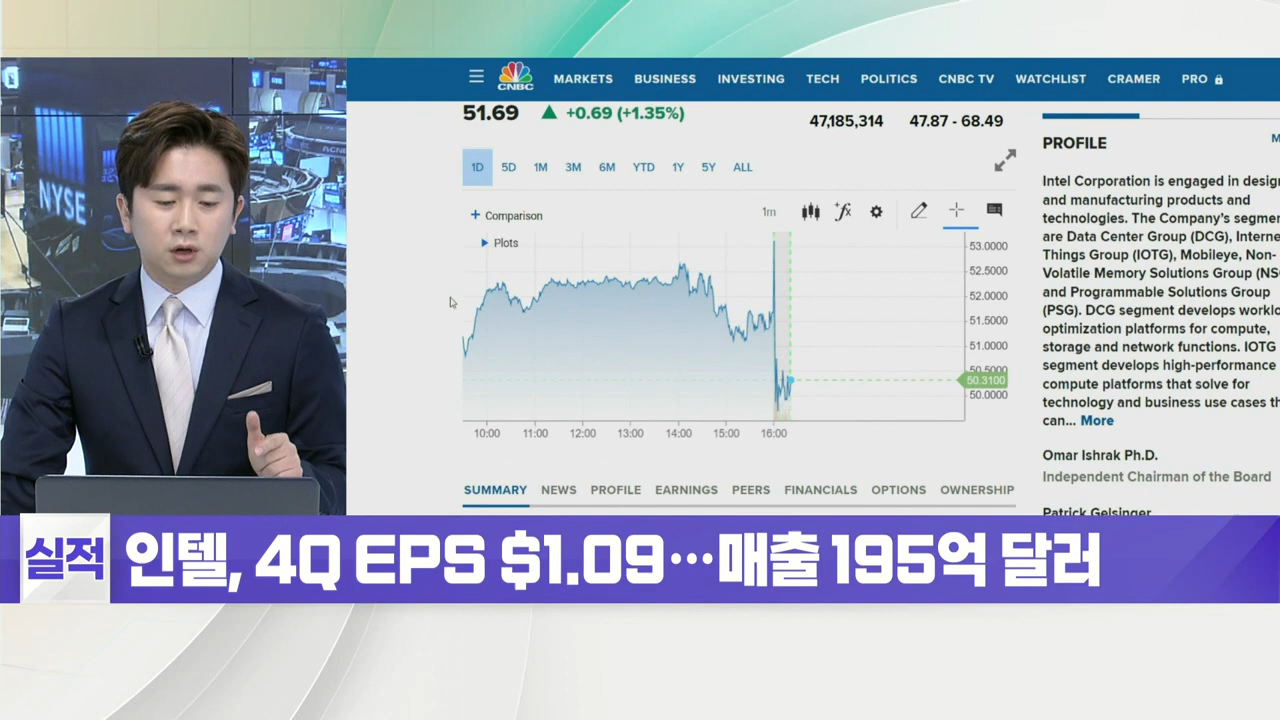 NYSE
CNBC
MARKETS BUSINESS INVESTING TECH POLITICS CNBC TV WATCHLIST CRAMER PRO
51.69 +0.69 (+1.35%)
47,185,314 47.87 - 68.49
1D 5D 1M 3M 6M YTD 1Y 5Y ALL
+ Comparison 1m
Plots
53.0000
52.5000
52.0000
51.5000
51.0000
50.5000
50.3100
50.0000
10:00 11:00 12:00 13:00 14:00 15:00 16:00
SUMMARY NEWS PROFILE EARNINGS PEERS FINANCIALS OPTIONS OWNERSHIP
PROFILE M
Intel Corporation is engaged in design
and manufacturing products and
technologies. The Company's segmen
are Data Center Group (DCG), Interne
Things Group (IOTG), Mobileye, Non-
Volatile Memory Solutions Group (NSG
and Programmable Solutions Group
(PSG). DCG segment develops worklo
optimization platforms for compute,
storage and network functions. IOTG
segment develops high-performance
compute platforms that solve for
technology and business use cases th
can... More
Omar Ishrak Ph.D.
Independent Chairman of the Board
Patrick Gelsinger
실적 인텔, 4Q EPS $1.09…매출 195억 달러